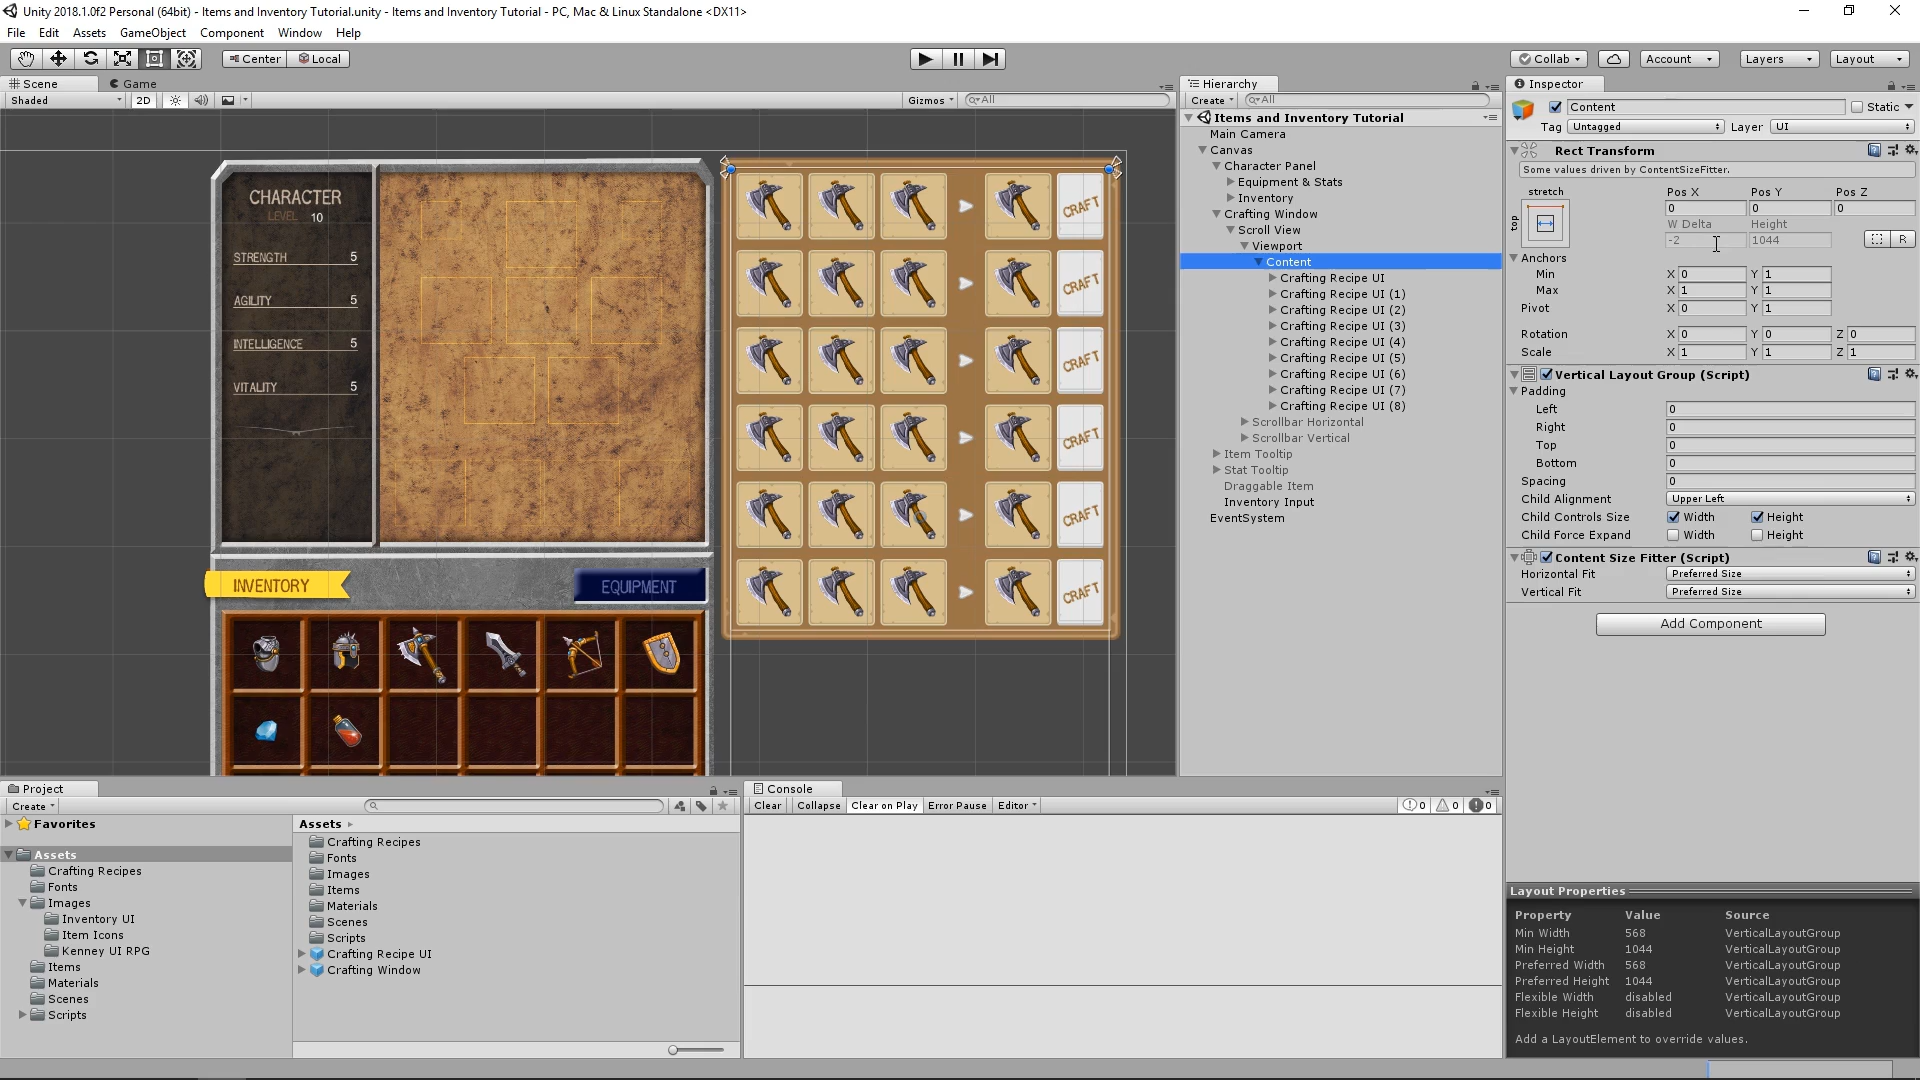 Unity 2018.1.0f2 Personal (64bit) - Items and Inventory Tutorial.unity - Items and Inventory Tutorial - PC, Mac & Linux Standalone <DX11>
File Edit Assets GameObject Component Window Help
Center Local
Collab Account Layers Layout
Scene Game
Shaded 2D Gizmos All
CHARACTER
LEVEL 10
STRENGTH 5
AGILITY 5
INTELLIGENCE 5
VITALITY 5
INVENTORY EQUIPMENT
CRAFT
CRAFT
CRAFT
CRAFT
CRAFT
CRAFT
Hierarchy
Create All
Items and Inventory Tutorial
Main Camera
Canvas
Character Panel
Equipment & Stats
Inventory
Crafting Window
Scroll View
Viewport
Content
Crafting Recipe UI
Crafting Recipe UI (1)
Crafting Recipe UI (2)
Crafting Recipe UI (3)
Crafting Recipe UI (4)
Crafting Recipe UI (5)
Crafting Recipe UI (6)
Crafting Recipe UI (7)
Crafting Recipe UI (8)
Scrollbar Horizontal
Scrollbar Vertical
Item Tooltip
Stat Tooltip
Draggable Item
Inventory Input
EventSystem
Inspector
Content Static
Tag Untagged Layer UI
Rect Transform
Some values driven by ContentSizeFitter.
stretch Pos X Pos Y Pos Z
top 0 0 0
W Delta Height
-2 1044 R
Anchors
Min X 0 Y 1
Max X 1 Y 1
Pivot X 0 Y 1
Rotation X 0 Y 0 Z 0
Scale X 1 Y 1 Z 1
Vertical Layout Group (Script)
Padding
Left 0
Right 0
Top 0
Bottom 0
Spacing 0
Child Alignment Upper Left
Child Controls Size Width Height
Child Force Expand Width Height
Content Size Fitter (Script)
Horizontal Fit Preferred Size
Vertical Fit Preferred Size
Add Component
Layout Properties
Property Value Source
Min Width 568 VerticalLayoutGroup
Min Height 1044 VerticalLayoutGroup
Preferred Width 568 VerticalLayoutGroup
Preferred Height 1044 VerticalLayoutGroup
Flexible Width disabled VerticalLayoutGroup
Flexible Height disabled VerticalLayoutGroup
Add a LayoutElement to override values.
Project
Create
Favorites
Assets
Crafting Recipes
Fonts
Images
Inventory UI
Item Icons
Kenney UI RPG
Items
Materials
Scenes
Scripts
Assets
Crafting Recipes
Fonts
Images
Items
Materials
Scenes
Scripts
Crafting Recipe UI
Crafting Window
Console
Clear Collapse Clear on Play Error Pause Editor 0 0 0